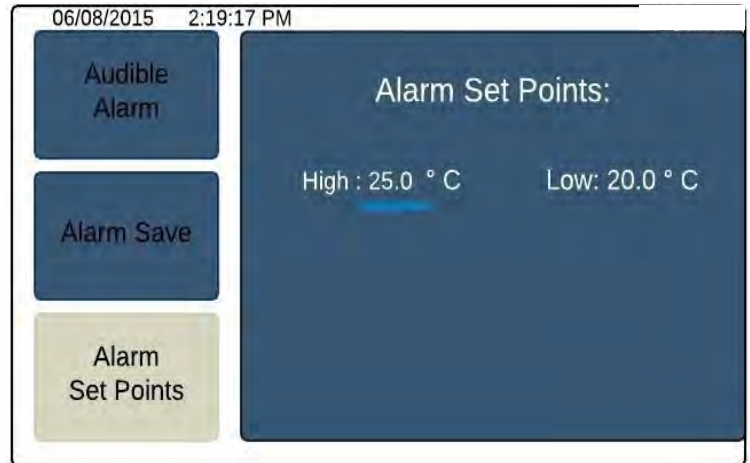 06/08/2015 2:19:17 PM
Audible
Alarm
Alarm Save
Alarm
Set Points
Alarm Set Points:
High : 25.0 ° C Low: 20.0 ° C